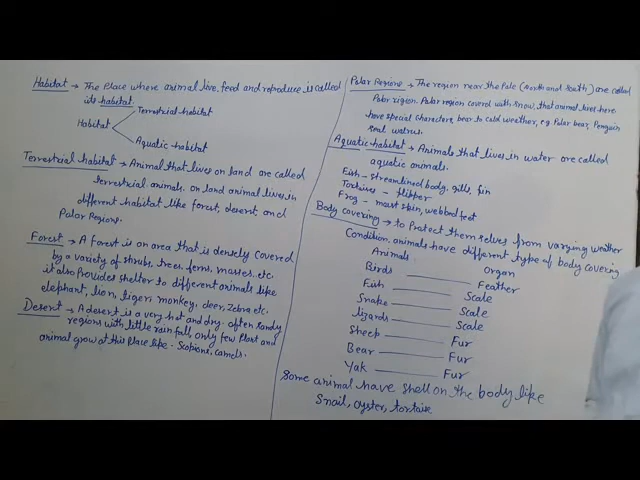 Habitat → The Place where animal live, feed and reproduce is called
its habitat.
Habitat
Terrestrial habitat
Aquatic habitat
Terrestrial habitat → Animal that lives on land are called
terrestrial animals. on land animal lives in
different habitat like forest, desert, and
Polar Regions.
Forest → A forest is an area that is densely covered
by a variety of shrubs, trees, ferns, masses, etc.
it also provides shelter to different animals like
elephant, lion, tiger, monkey, deer, Zebra etc.
Desert → A desert is a very hot and dry. often sandy
regions with little rain fall, only few Plant and
animal grow at this place like - Scopions, camels.
Polar Regions → The region near the Pole (North and South) are called
Polar region. Polar region coverd with snow, that animal lives here
have special characters, bear to cold weather, e.g Polar bear, Penguin
seal walrus.
Aquatic habitat → Animals that lives in water are called
aquatic animals.
Fish - streamlined body, gills, fin
Tortoises - flipper
Frog - moist skin, webbed feet
Body covering → to Protect them selves from varying weather
Condition. animals have different type of body covering
Animals organ
Birds Feather
Fish Scale
Snake Scale
lizards Scale
Sheep Fur
Bear Fur
Yak Fur
Some animal have shell on the body like
Snail, oyster, tortoise